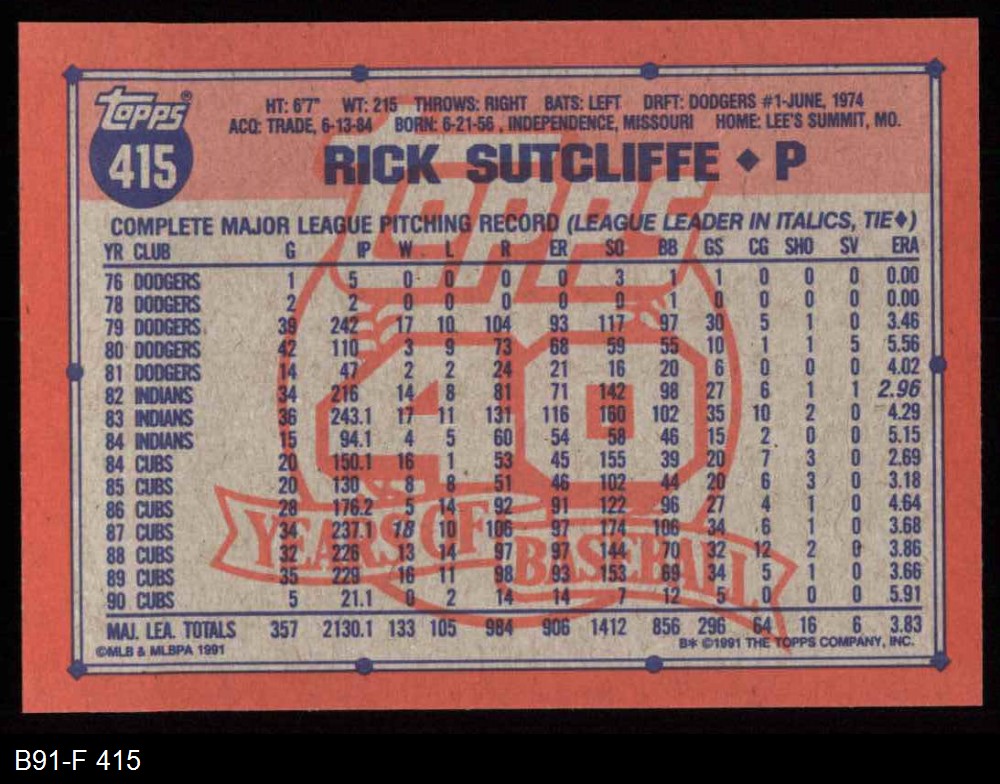 Topps®
415
HT: 6'7" WT: 215 THROWS: RIGHT BATS: LEFT DRFT: DODGERS #1-JUNE, 1974
ACQ: TRADE, 6-13-84 BORN: 6-21-56 , INDEPENDENCE, MISSOURI HOME: LEE'S SUMMIT, MO.
RICK SUTCLIFFE ♦ P
COMPLETE MAJOR LEAGUE PITCHING RECORD (LEAGUE LEADER IN ITALICS, TIE♦)
YR CLUB G IP W L R ER SO BB GS CG SHO SV ERA
76 DODGERS 1 5 0 0 0 0 3 1 1 0 0 0 0.00
78 DODGERS 2 2 0 0 0 0 0 1 0 0 0 0 0.00
79 DODGERS 39 242 17 10 104 93 117 97 30 5 1 0 3.46
80 DODGERS 42 110 3 9 73 68 59 55 10 1 1 5 5.56
81 DODGERS 14 47 2 2 24 21 16 20 6 0 0 0 4.02
82 INDIANS 34 216 14 8 81 71 142 98 27 6 1 1 2.96
83 INDIANS 36 243.1 17 11 131 116 160 102 35 10 2 0 4.29
84 INDIANS 15 94.1 4 5 60 54 58 46 15 2 0 0 5.15
84 CUBS 20 150.1 16 1 53 45 155 39 20 7 3 0 2.69
85 CUBS 20 130 8 8 51 46 102 44 20 6 3 0 3.18
86 CUBS 28 176.2 5 14 92 91 122 96 27 4 1 0 4.64
87 CUBS 34 237.1 18 10 106 97 174 106 34 6 1 0 3.68
88 CUBS 32 226 13 14 97 97 144 70 32 12 2 0 3.86
89 CUBS 35 229 16 11 98 93 153 69 34 5 1 0 3.66
90 CUBS 5 21.1 0 2 14 14 7 12 5 0 0 0 5.91
MAJ. LEA. TOTALS 357 2130.1 133 105 984 906 1412 856 296 64 16 6 3.83
©MLB & MLBPA 1991 B* ©1991 THE TOPPS COMPANY, INC.
TOPPS
40
YEARS OF BASEBALL
B91-F 415